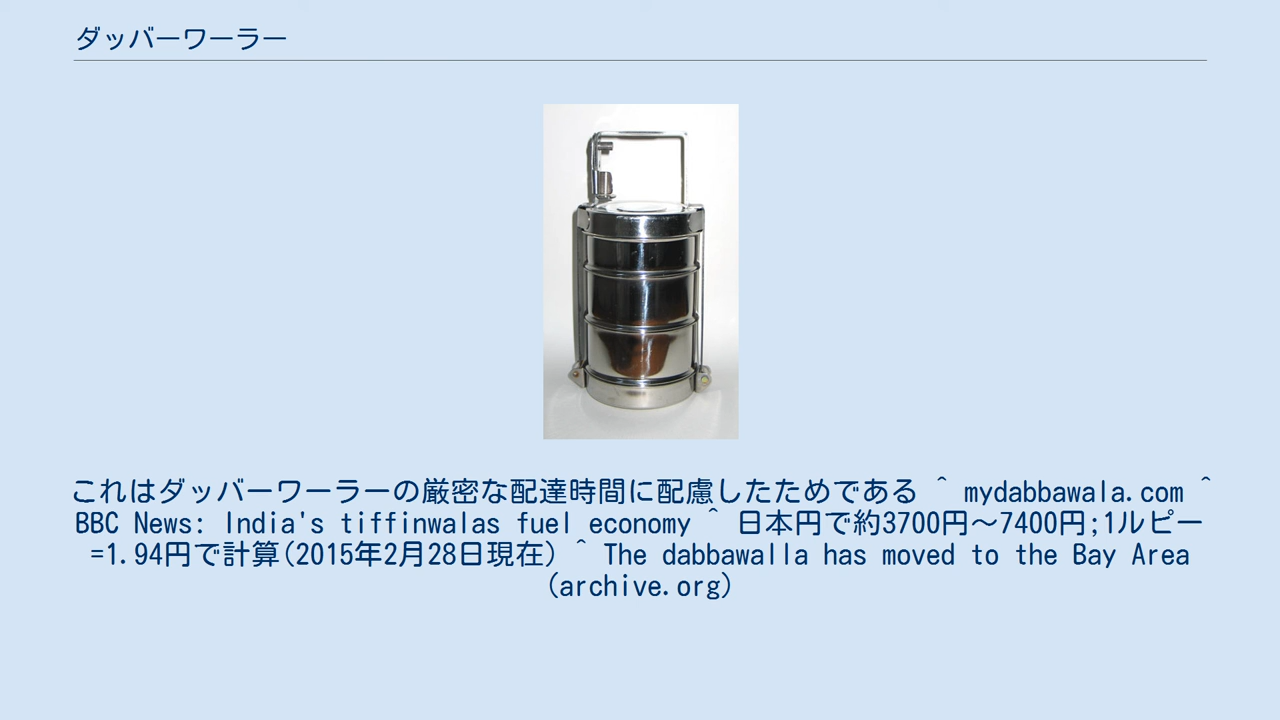 ダッバーワーラー
これはダッバーワーラーの厳密な配達時間に配慮したためである ^ mydabbawala.com ^
BBC News: India's tiffinwalas fuel economy ^ 日本円で約3700円〜7400円;1ルピー
=1.94円で計算(2015年2月28日現在) ^ The dabbawalla has moved to the Bay Area
(archive.org)